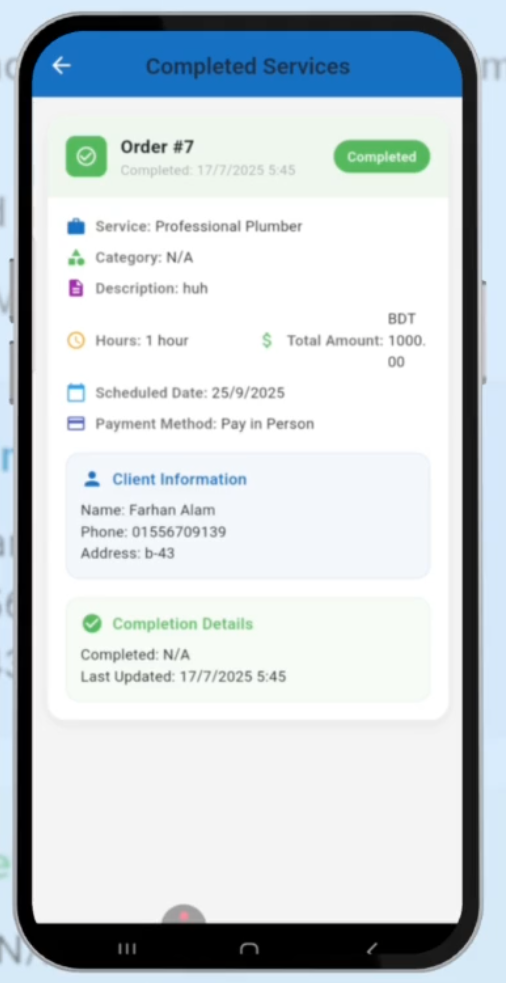 Completed Services
Order #7
Completed: 17/7/2025 5:45
Completed
Service: Professional Plumber
Category: N/A
Description: huh
Hours: 1 hour
$ Total Amount: BDT 1000.00
Scheduled Date: 25/9/2025
Payment Method: Pay in Person
Client Information
Name: Farhan Alam
Phone: 01556709139
Address: b-43
Completion Details
Completed: N/A
Last Updated: 17/7/2025 5:45